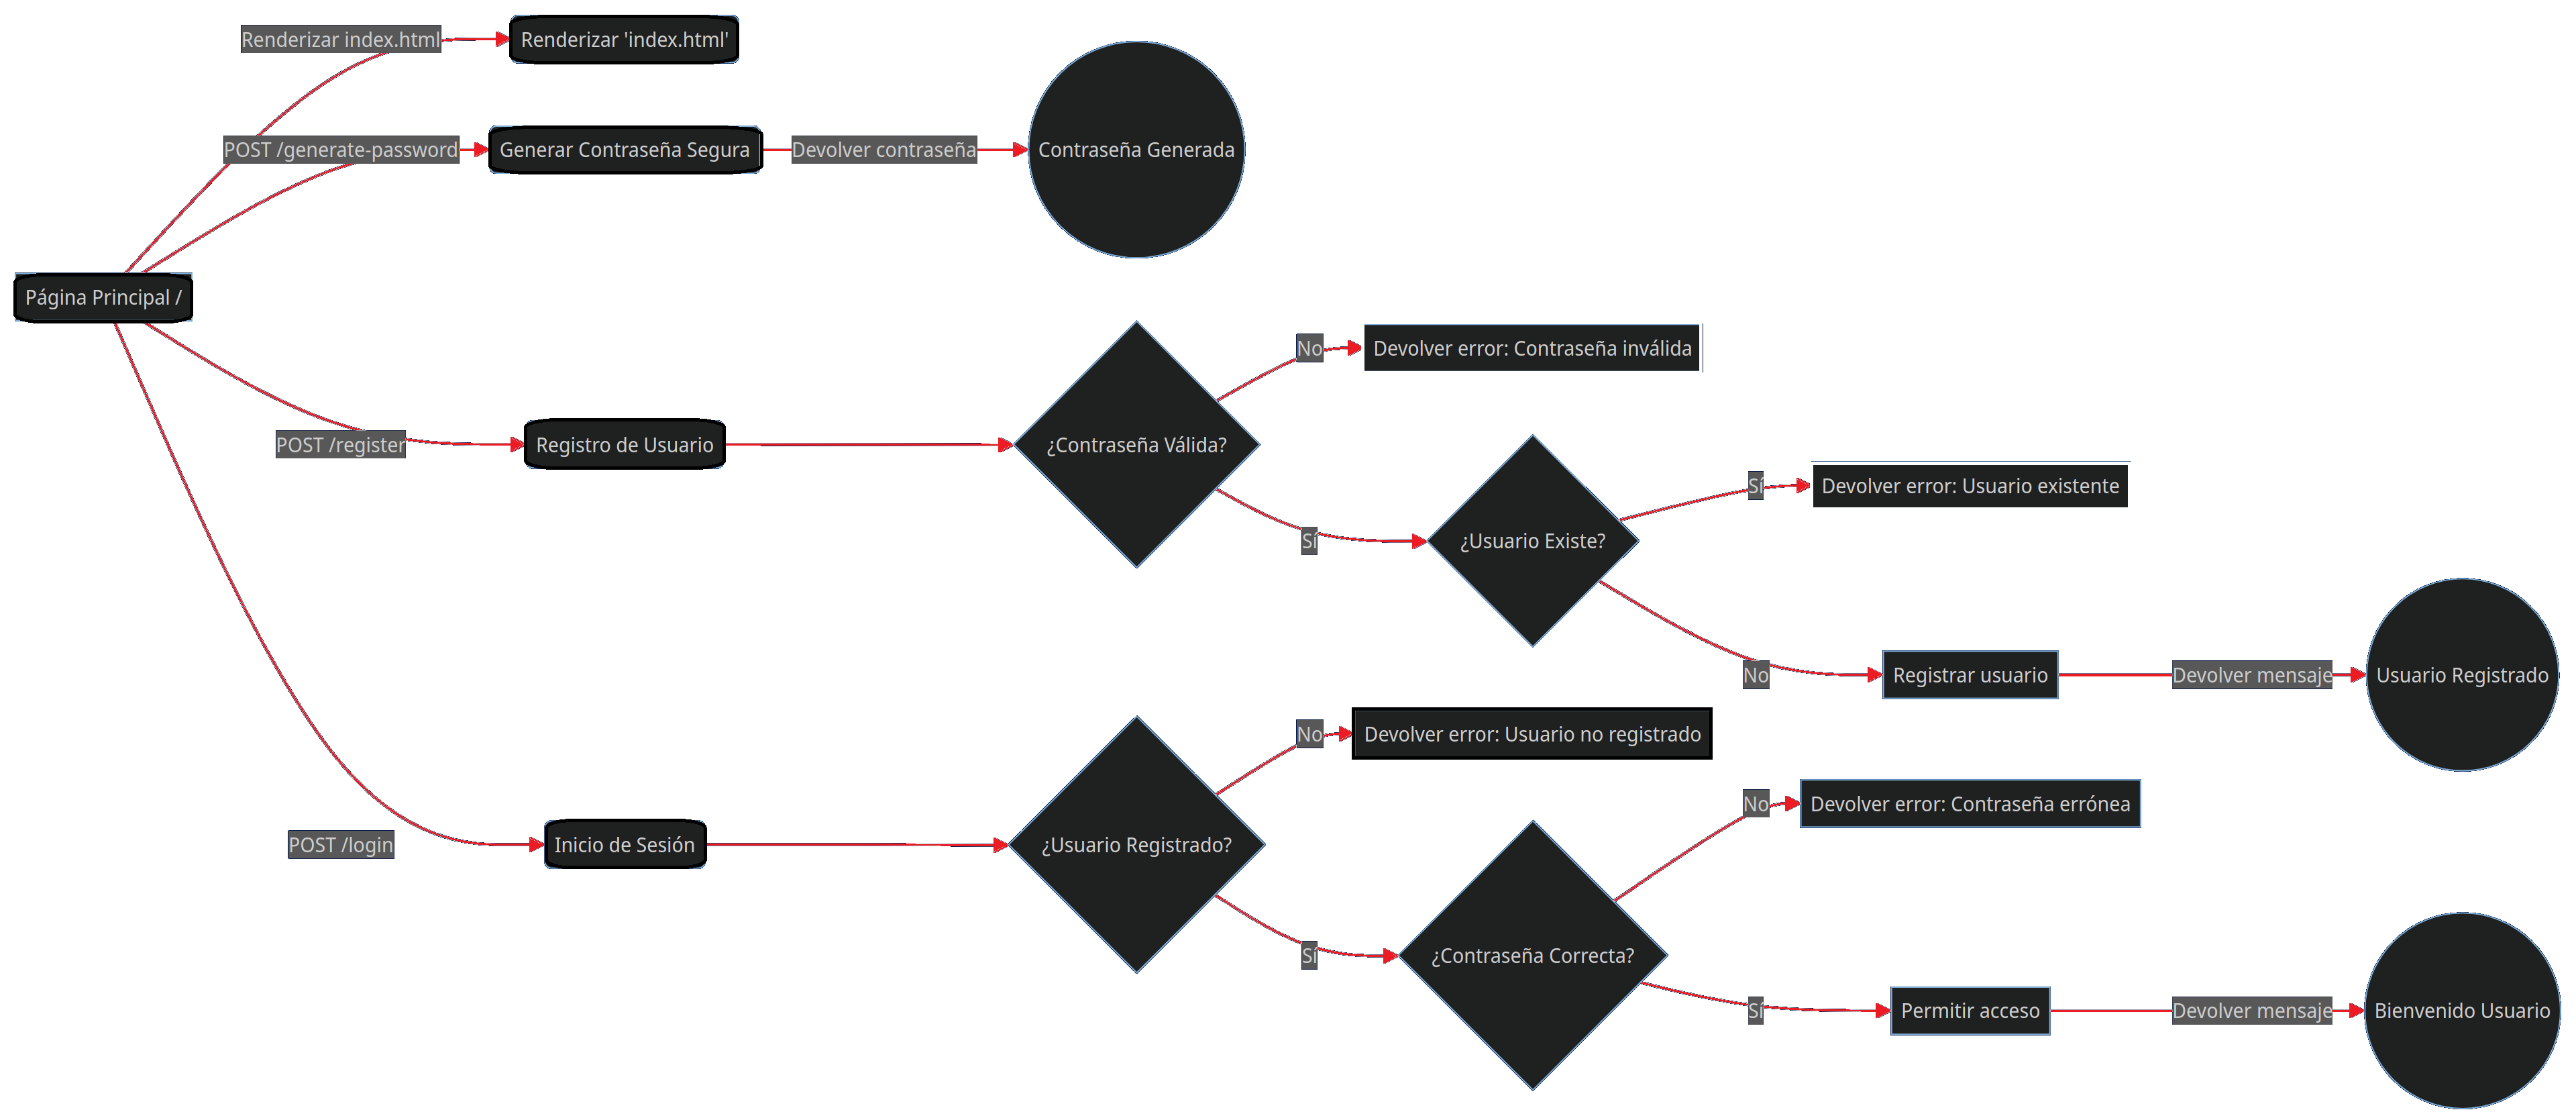 Renderizar index.html
Renderizar 'index.html'
POST /generate-password
Generar Contraseña Segura
Devolver contraseña
Contraseña Generada
Página Principal /
POST /register
Registro de Usuario
¿Contraseña Válida?
No
Devolver error: Contraseña inválida
Sí
¿Usuario Existe?
Sí
Devolver error: Usuario existente
No
Registrar usuario
Devolver mensaje
Usuario Registrado
POST /login
Inicio de Sesión
¿Usuario Registrado?
No
Devolver error: Usuario no registrado
Sí
¿Contraseña Correcta?
No
Devolver error: Contraseña errónea
Sí
Permitir acceso
Devolver mensaje
Bienvenido Usuario